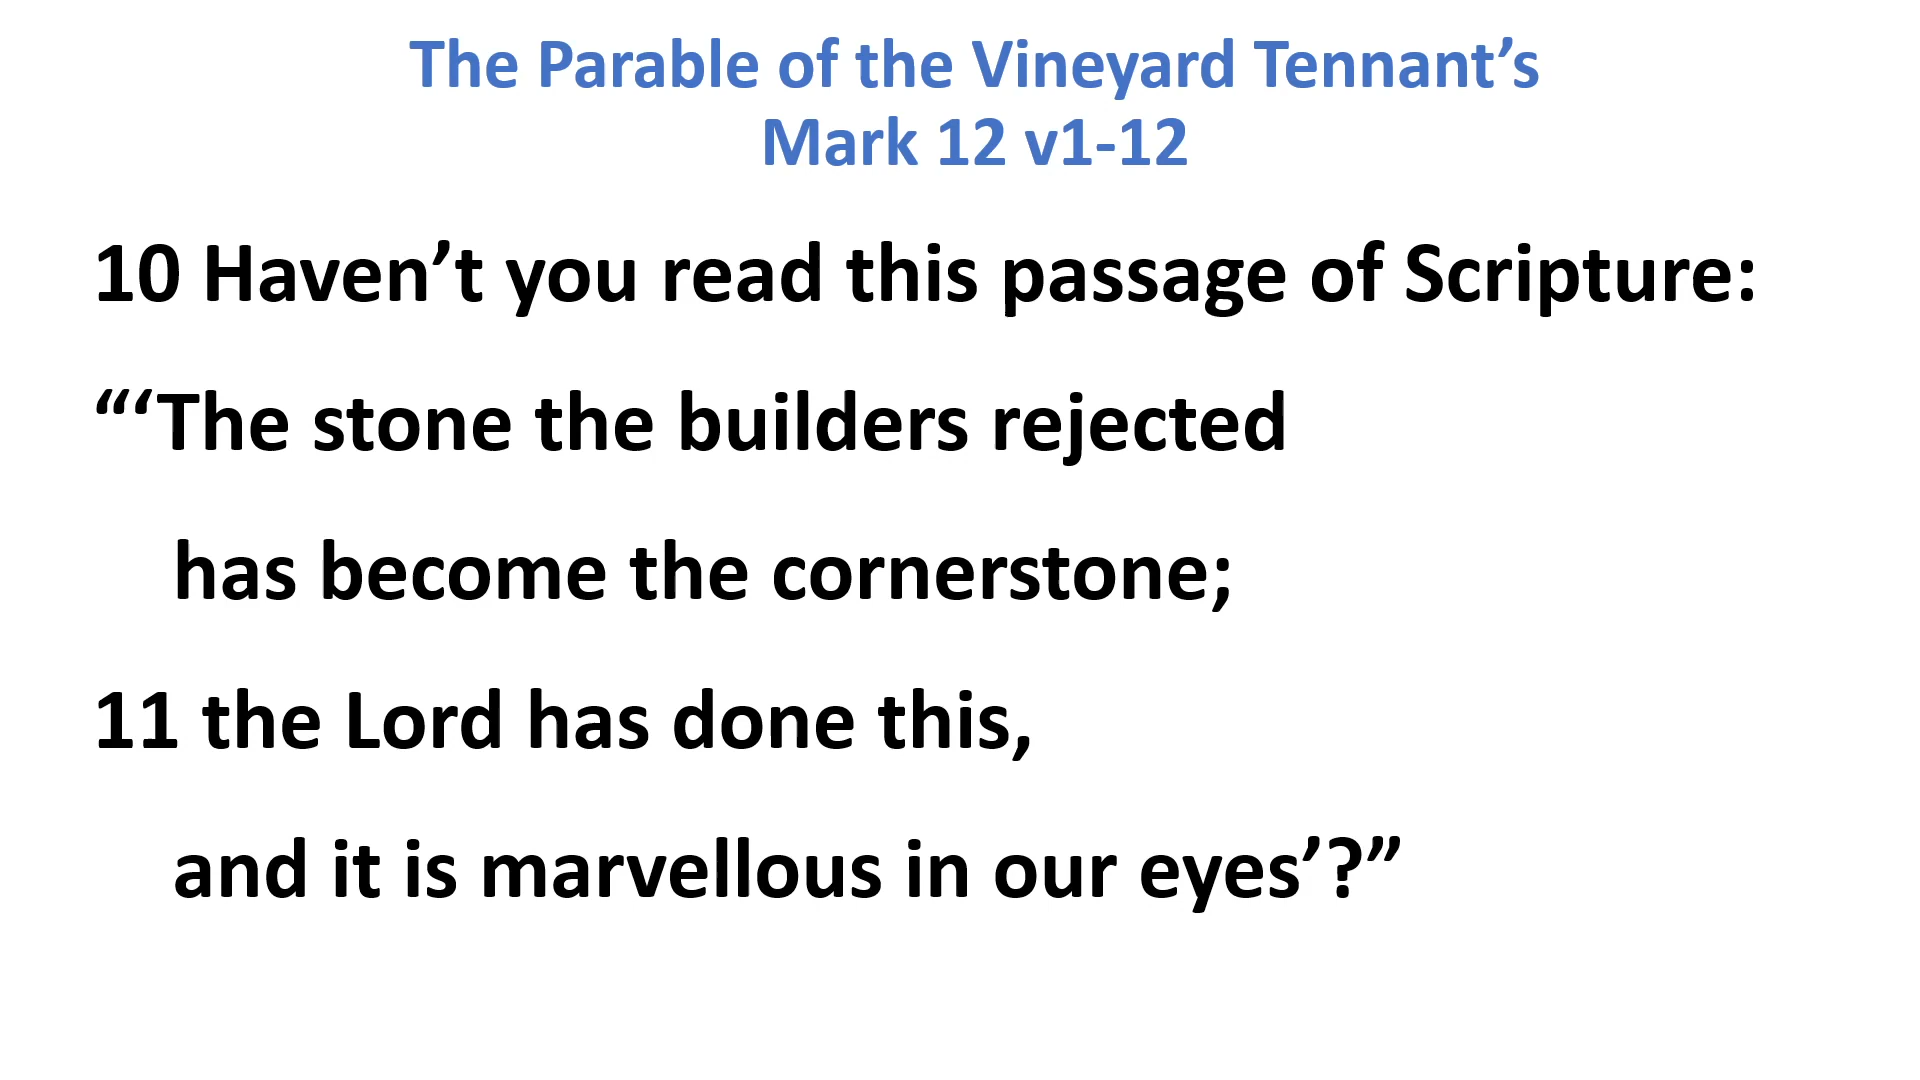 The Parable of the Vineyard Tennant’s
Mark 12 v1-12
10 Haven’t you read this passage of Scripture:
“‘The stone the builders rejected
has become the cornerstone;
11 the Lord has done this,
and it is marvellous in our eyes’?”